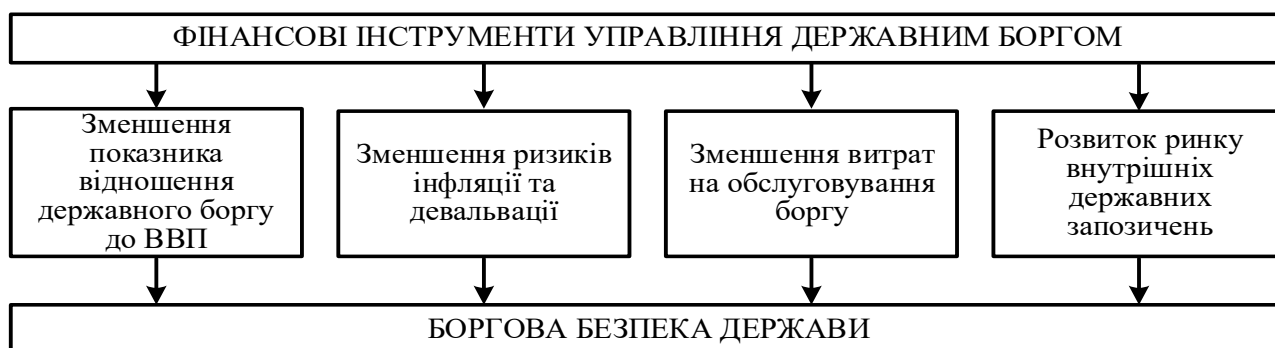 ФІНАНСОВІ ІНСТРУМЕНТИ УПРАВЛІННЯ ДЕРЖАВНИМ БОРГОМ
Зменшення
показника
відношення
державного боргу
до ВВП
Зменшення ризиків
інфляції та
девальвації
Зменшення витрат
на обслуговування
боргу
Розвиток ринку
внутрішніх
державних
запозичень
БОРГОВА БЕЗПЕКА ДЕРЖАВИ